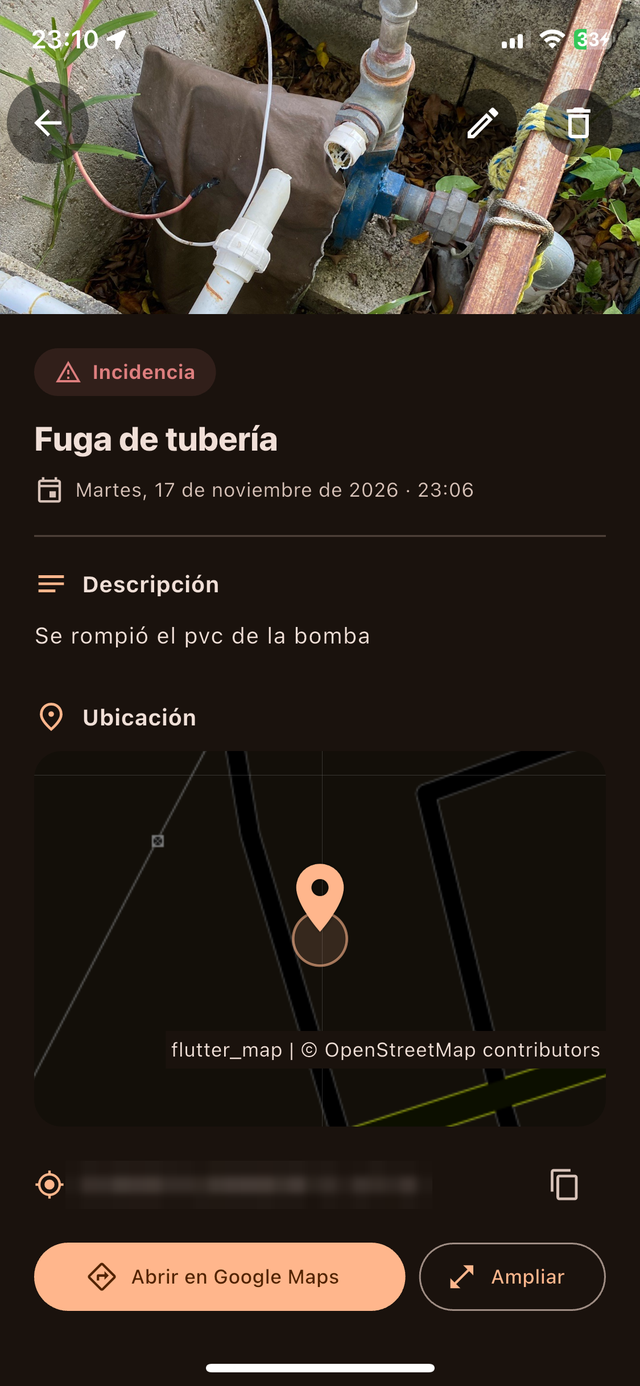 23:10
33
Incidencia
Fuga de tubería
Martes, 17 de noviembre de 2026 · 23:06
Descripción
Se rompió el pvc de la bomba
Ubicación
flutter_map | © OpenStreetMap contributors
Abrir en Google Maps
Ampliar